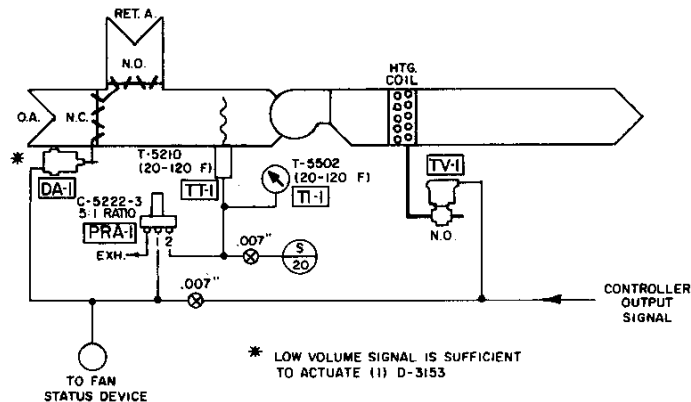 RET. A.
N.O.
HTG.
COIL
O.A.
N.C.
*
DA-1
T-5210
(20-120 F)
TT-1
T-5502
(20-120 F)
TI-1
TV-1
N.O.
C-5222-3
5:1 RATIO
PRA-1
EXH.
1
2
.007"
S
20
.007"
CONTROLLER
OUTPUT
SIGNAL
* LOW VOLUME SIGNAL IS SUFFICIENT
TO ACTUATE (1) D-3153
TO FAN
STATUS DEVICE